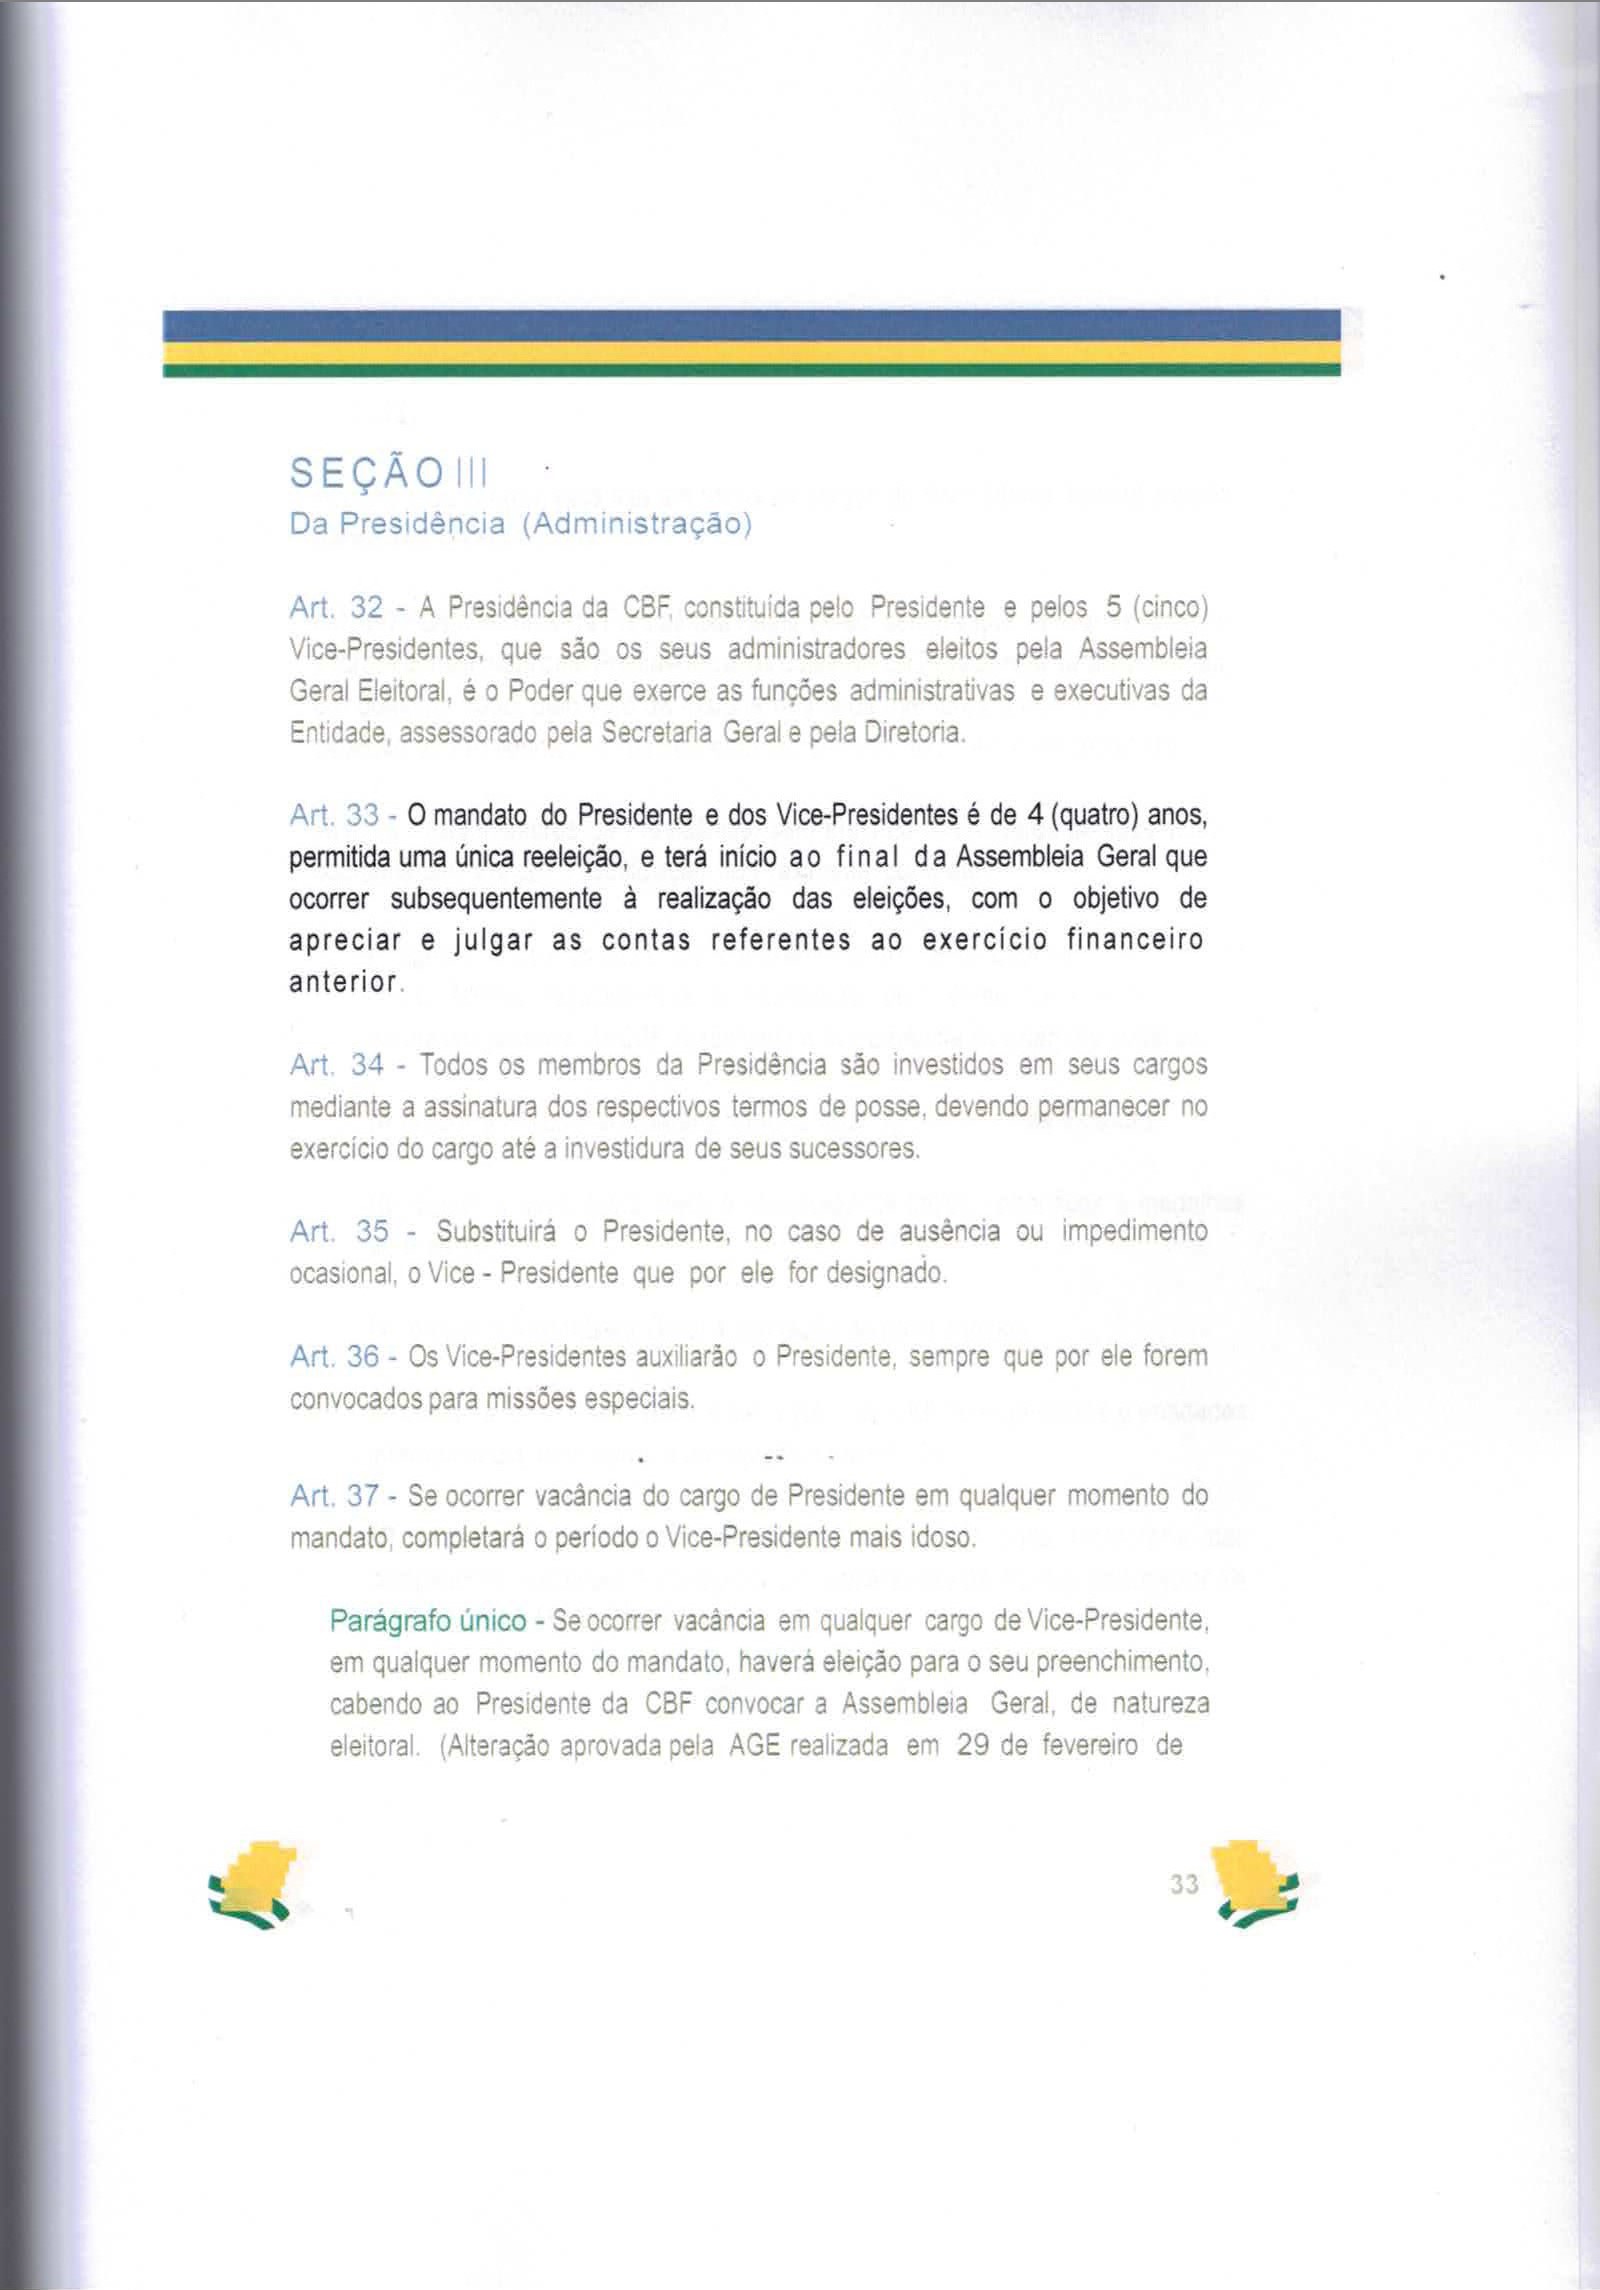 SEÇÃO III
Da Presidência (Administração)
Art. 32 - A Presidência da CBF, constituída pelo Presidente e pelos 5 (cinco)
Vice-Presidentes, que são os seus administradores eleitos pela Assembleia
Geral Eleitoral, é o Poder que exerce as funções administrativas e executivas da
Entidade, assessorado pela Secretaria Geral e pela Diretoria.
Art. 33 - O mandato do Presidente e dos Vice-Presidentes é de 4 (quatro) anos,
permitida uma única reeleição, e terá início ao final da Assembleia Geral que
ocorrer subsequentemente à realização das eleições, com o objetivo de
apreciar e julgar as contas referentes ao exercício financeiro
anterior.
Art. 34 - Todos os membros da Presidência são investidos em seus cargos
mediante a assinatura dos respectivos termos de posse, devendo permanecer no
exercício do cargo até a investidura de seus sucessores.
Art. 35 - Substituirá o Presidente, no caso de ausência ou impedimento
ocasional, o Vice - Presidente que por ele for designado.
Art. 36 - Os Vice-Presidentes auxiliarão o Presidente, sempre que por ele forem
convocados para missões especiais.
Art. 37 - Se ocorrer vacância do cargo de Presidente em qualquer momento do
mandato, completará o período o Vice-Presidente mais idoso.
Parágrafo único - Se ocorrer vacância em qualquer cargo de Vice-Presidente,
em qualquer momento do mandato, haverá eleição para o seu preenchimento,
cabendo ao Presidente da CBF convocar a Assembleia Geral, de natureza
eleitoral. (Alteração aprovada pela AGE realizada em 29 de fevereiro de
33